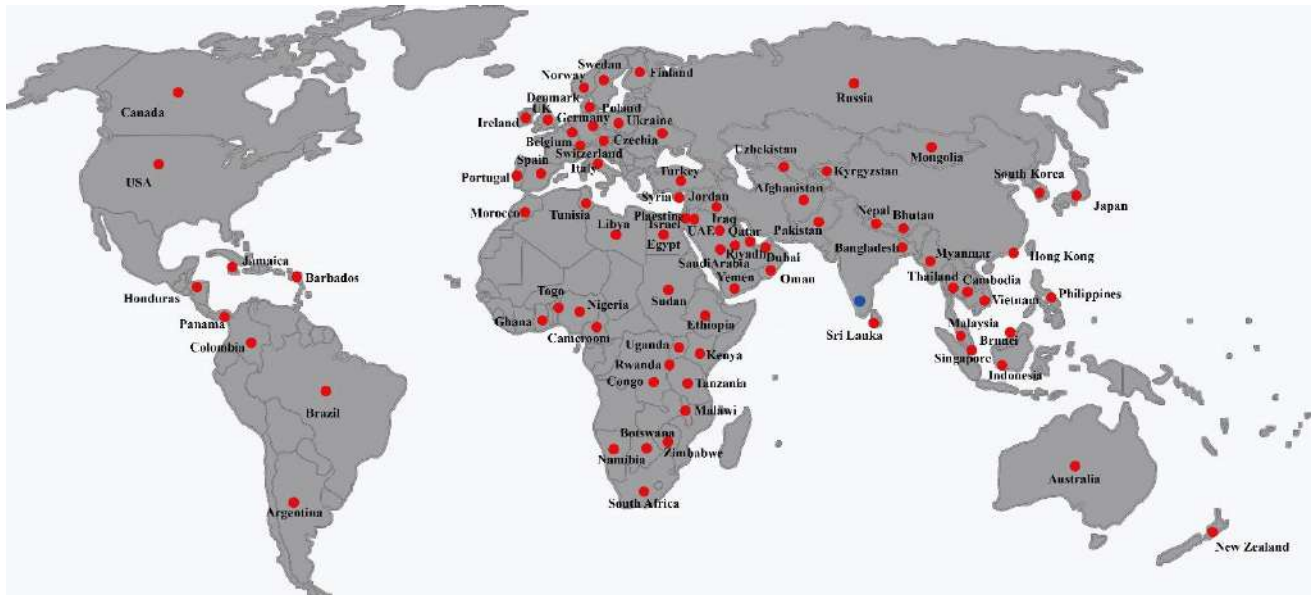 Sweden
Finland
Norway
Russia
Canada
Denmark
Poland
UK
Germany
Ireland
Ukraine
Belgium
Czechia
Switzerland
Uzbekistan
Mongolia
USA
Spain
Italy
Turkey
Kyrgyzstan
Portugal
South Korea
Syria
Jordan
Afghanistan
Japan
Morocco
Tunisia
Plaestine
Iraq
Nepal
Bhutan
Libya
Israel
UAE
Qatar
Pakistan
Egypt
Riyadh
Dubai
Bangladesh
Myanmar
Hong Kong
Jamaica
SaudiArabia
Barbados
Oman
Thailand
Cambodia
Honduras
Togo
Nigeria
Sudan
Yemen
Vietnam
Philippines
Panama
Ghana
Ethiopia
Cameroom
Sri Lauka
Malaysia
Colombia
Uganda
Kenya
Brunei
Singapore
Rwanda
Indonesia
Congo
Tanzania
Brazil
Malawi
Botswana
Zimbabwe
Namibia
Australia
South Africa
Argentina
New Zealand